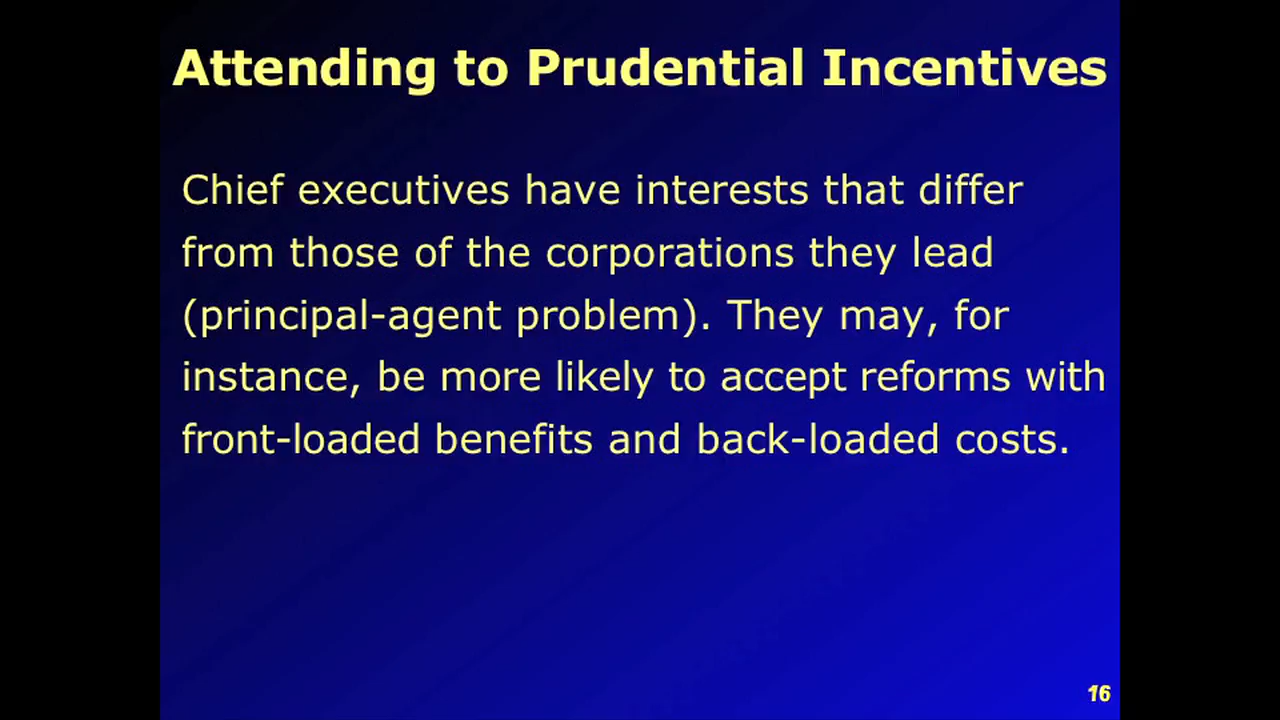 Attending to Prudential Incentives
Chief executives have interests that differ
from those of the corporations they lead
(principal-agent problem). They may, for
instance, be more likely to accept reforms with
front-loaded benefits and back-loaded costs.
16